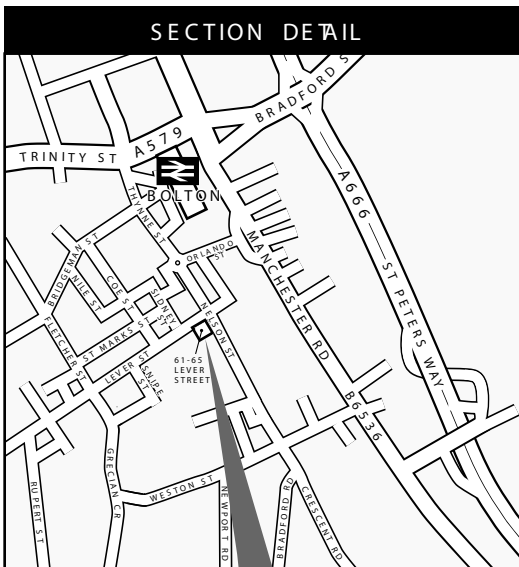 SECTION DETAIL
BRADFORD S
A579
TRINITY ST
BOLTON
A666
THYNNE ST
ORLANDO
ST
BRIDGEMAN ST
MANCHESTER RD
NILE ST
COE ST
SIDNEY
ST
NELSON ST
ST PETERS WAY
FLETCHER ST
ST MARKS ST
61-65
LEVER
STREET
LEVER ST
SNIPE
ST
B6536
GRECIAN CR
WESTON ST
RUPERT ST
NEWPORT RD
BRADFORD RD
CRESCENT RD